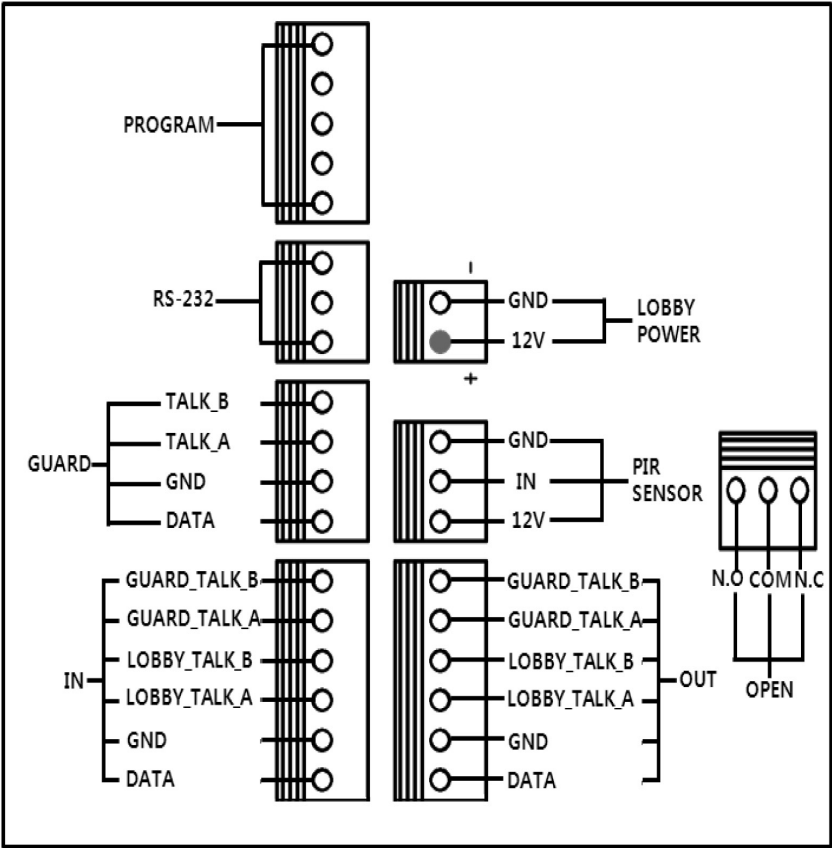 PROGRAM
RS-232
-
GND
12V
+
LOBBY
POWER
GUARD
TALK_B
TALK_A
GND
DATA
GND
IN
12V
PIR
SENSOR
N.O COM N.C
OPEN
IN
GUARD_TALK_B
GUARD_TALK_A
LOBBY_TALK_B
LOBBY_TALK_A
GND
DATA
GUARD_TALK_B
GUARD_TALK_A
LOBBY_TALK_B
LOBBY_TALK_A
GND
DATA
OUT